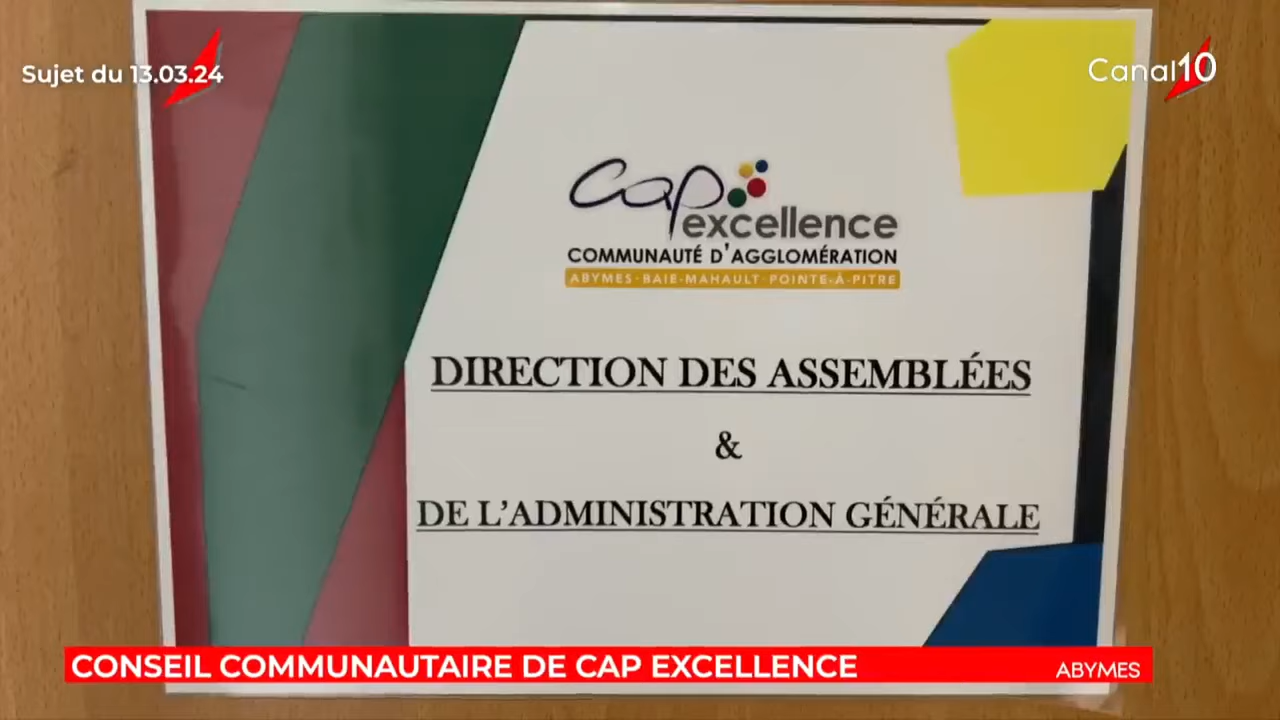 Sujet du 13.03.24
Canal10
cap excellence
COMMUNAUTÉ D'AGGLOMÉRATION
ABYMES-BAIE-MAHAULT POINTE-À-PITRE
DIRECTION DES ASSEMBLÉES
&
DE L'ADMINISTRATION GÉNÉRALE
CONSEIL COMMUNAUTAIRE DE CAP EXCELLENCE
ABYMES